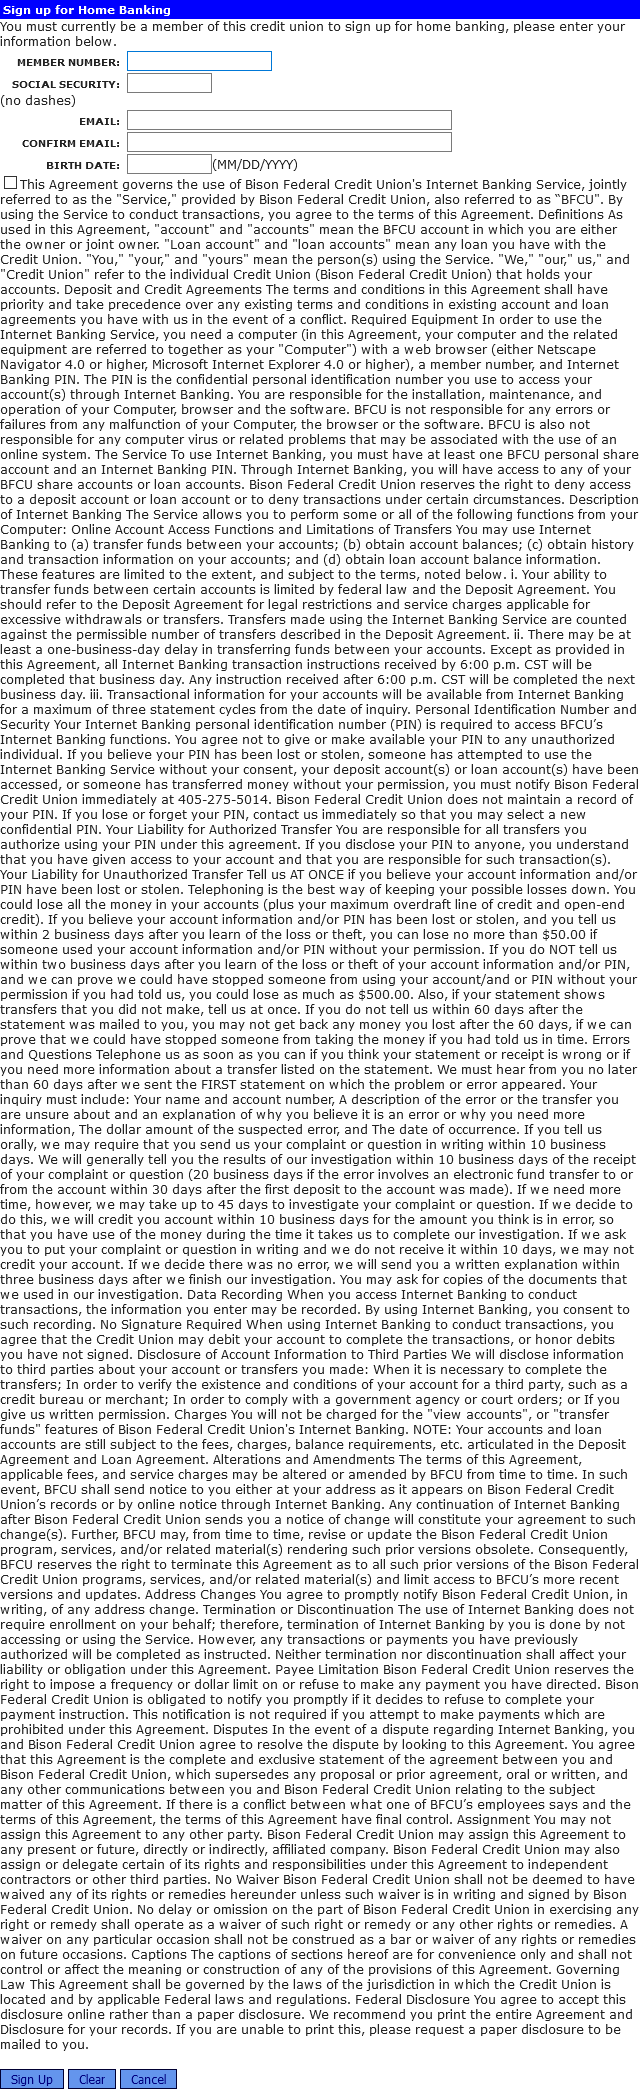 Sign up for Home Banking
You must currently be a member of this credit union to sign up for home banking, please enter your
information below.
MEMBER NUMBER:
SOCIAL SECURITY:
(no dashes)
EMAIL:
CONFIRM EMAIL:
BIRTH DATE: (MM/DD/YYYY)
This Agreement governs the use of Bison Federal Credit Union's Internet Banking Service, jointly
referred to as the "Service," provided by Bison Federal Credit Union, also referred to as “BFCU". By
using the Service to conduct transactions, you agree to the terms of this Agreement. Definitions As
used in this Agreement, "account" and "accounts" mean the BFCU account in which you are either
the owner or joint owner. "Loan account" and "loan accounts" mean any loan you have with the
Credit Union. "You," "your," and "yours" mean the person(s) using the Service. "We," "our," us," and
"Credit Union" refer to the individual Credit Union (Bison Federal Credit Union) that holds your
accounts. Deposit and Credit Agreements The terms and conditions in this Agreement shall have
priority and take precedence over any existing terms and conditions in existing account and loan
agreements you have with us in the event of a conflict. Required Equipment In order to use the
Internet Banking Service, you need a computer (in this Agreement, your computer and the related
equipment are referred to together as your "Computer") with a web browser (either Netscape
Navigator 4.0 or higher, Microsoft Internet Explorer 4.0 or higher), a member number, and Internet
Banking PIN. The PIN is the confidential personal identification number you use to access your
account(s) through Internet Banking. You are responsible for the installation, maintenance, and
operation of your Computer, browser and the software. BFCU is not responsible for any errors or
failures from any malfunction of your Computer, the browser or the software. BFCU is also not
responsible for any computer virus or related problems that may be associated with the use of an
online system. The Service To use Internet Banking, you must have at least one BFCU personal share
account and an Internet Banking PIN. Through Internet Banking, you will have access to any of your
BFCU share accounts or loan accounts. Bison Federal Credit Union reserves the right to deny access
to a deposit account or loan account or to deny transactions under certain circumstances. Description
of Internet Banking The Service allows you to perform some or all of the following functions from your
Computer: Online Account Access Functions and Limitations of Transfers You may use Internet
Banking to (a) transfer funds between your accounts; (b) obtain account balances; (c) obtain history
and transaction information on your accounts; and (d) obtain loan account balance information.
These features are limited to the extent, and subject to the terms, noted below. i. Your ability to
transfer funds between certain accounts is limited by federal law and the Deposit Agreement. You
should refer to the Deposit Agreement for legal restrictions and service charges applicable for
excessive withdrawals or transfers. Transfers made using the Internet Banking Service are counted
against the permissible number of transfers described in the Deposit Agreement. ii. There may be at
least a one-business-day delay in transferring funds between your accounts. Except as provided in
this Agreement, all Internet Banking transaction instructions received by 6:00 p.m. CST will be
completed that business day. Any instruction received after 6:00 p.m. CST will be completed the next
business day. iii. Transactional information for your accounts will be available from Internet Banking
for a maximum of three statement cycles from the date of inquiry. Personal Identification Number and
Security Your Internet Banking personal identification number (PIN) is required to access BFCU’s
Internet Banking functions. You agree not to give or make available your PIN to any unauthorized
individual. If you believe your PIN has been lost or stolen, someone has attempted to use the
Internet Banking Service without your consent, your deposit account(s) or loan account(s) have been
accessed, or someone has transferred money without your permission, you must notify Bison Federal
Credit Union immediately at 405-275-5014. Bison Federal Credit Union does not maintain a record of
your PIN. If you lose or forget your PIN, contact us immediately so that you may select a new
confidential PIN. Your Liability for Authorized Transfer You are responsible for all transfers you
authorize using your PIN under this agreement. If you disclose your PIN to anyone, you understand
that you have given access to your account and that you are responsible for such transaction(s).
Your Liability for Unauthorized Transfer Tell us AT ONCE if you believe your account information and/or
PIN have been lost or stolen. Telephoning is the best way of keeping your possible losses down. You
could lose all the money in your accounts (plus your maximum overdraft line of credit and open-end
credit). If you believe your account information and/or PIN has been lost or stolen, and you tell us
within 2 business days after you learn of the loss or theft, you can lose no more than $50.00 if
someone used your account information and/or PIN without your permission. If you do NOT tell us
within two business days after you learn of the loss or theft of your account information and/or PIN,
and we can prove we could have stopped someone from using your account/and or PIN without your
permission if you had told us, you could lose as much as $500.00. Also, if your statement shows
transfers that you did not make, tell us at once. If you do not tell us within 60 days after the
statement was mailed to you, you may not get back any money you lost after the 60 days, if we can
prove that we could have stopped someone from taking the money if you had told us in time. Errors
and Questions Telephone us as soon as you can if you think your statement or receipt is wrong or if
you need more information about a transfer listed on the statement. We must hear from you no later
than 60 days after we sent the FIRST statement on which the problem or error appeared. Your
inquiry must include: Your name and account number, A description of the error or the transfer you
are unsure about and an explanation of why you believe it is an error or why you need more
information, The dollar amount of the suspected error, and The date of occurrence. If you tell us
orally, we may require that you send us your complaint or question in writing within 10 business
days. We will generally tell you the results of our investigation within 10 business days of the receipt
of your complaint or question (20 business days if the error involves an electronic fund transfer to or
from the account within 30 days after the first deposit to the account was made). If we need more
time, however, we may take up to 45 days to investigate your complaint or question. If we decide to
do this, we will credit you account within 10 business days for the amount you think is in error, so
that you have use of the money during the time it takes us to complete our investigation. If we ask
you to put your complaint or question in writing and we do not receive it within 10 days, we may not
credit your account. If we decide there was no error, we will send you a written explanation within
three business days after we finish our investigation. You may ask for copies of the documents that
we used in our investigation. Data Recording When you access Internet Banking to conduct
transactions, the information you enter may be recorded. By using Internet Banking, you consent to
such recording. No Signature Required When using Internet Banking to conduct transactions, you
agree that the Credit Union may debit your account to complete the transactions, or honor debits
you have not signed. Disclosure of Account Information to Third Parties We will disclose information
to third parties about your account or transfers you made: When it is necessary to complete the
transfers; In order to verify the existence and conditions of your account for a third party, such as a
credit bureau or merchant; In order to comply with a government agency or court orders; or If you
give us written permission. Charges You will not be charged for the "view accounts", or "transfer
funds" features of Bison Federal Credit Union's Internet Banking. NOTE: Your accounts and loan
accounts are still subject to the fees, charges, balance requirements, etc. articulated in the Deposit
Agreement and Loan Agreement. Alterations and Amendments The terms of this Agreement,
applicable fees, and service charges may be altered or amended by BFCU from time to time. In such
event, BFCU shall send notice to you either at your address as it appears on Bison Federal Credit
Union’s records or by online notice through Internet Banking. Any continuation of Internet Banking
after Bison Federal Credit Union sends you a notice of change will constitute your agreement to such
change(s). Further, BFCU may, from time to time, revise or update the Bison Federal Credit Union
program, services, and/or related material(s) rendering such prior versions obsolete. Consequently,
BFCU reserves the right to terminate this Agreement as to all such prior versions of the Bison Federal
Credit Union programs, services, and/or related material(s) and limit access to BFCU’s more recent
versions and updates. Address Changes You agree to promptly notify Bison Federal Credit Union, in
writing, of any address change. Termination or Discontinuation The use of Internet Banking does not
require enrollment on your behalf; therefore, termination of Internet Banking by you is done by not
accessing or using the Service. However, any transactions or payments you have previously
authorized will be completed as instructed. Neither termination nor discontinuation shall affect your
liability or obligation under this Agreement. Payee Limitation Bison Federal Credit Union reserves the
right to impose a frequency or dollar limit on or refuse to make any payment you have directed. Bison
Federal Credit Union is obligated to notify you promptly if it decides to refuse to complete your
payment instruction. This notification is not required if you attempt to make payments which are
prohibited under this Agreement. Disputes In the event of a dispute regarding Internet Banking, you
and Bison Federal Credit Union agree to resolve the dispute by looking to this Agreement. You agree
that this Agreement is the complete and exclusive statement of the agreement between you and
Bison Federal Credit Union, which supersedes any proposal or prior agreement, oral or written, and
any other communications between you and Bison Federal Credit Union relating to the subject
matter of this Agreement. If there is a conflict between what one of BFCU’s employees says and the
terms of this Agreement, the terms of this Agreement have final control. Assignment You may not
assign this Agreement to any other party. Bison Federal Credit Union may assign this Agreement to
any present or future, directly or indirectly, affiliated company. Bison Federal Credit Union may also
assign or delegate certain of its rights and responsibilities under this Agreement to independent
contractors or other third parties. No Waiver Bison Federal Credit Union shall not be deemed to have
waived any of its rights or remedies hereunder unless such waiver is in writing and signed by Bison
Federal Credit Union. No delay or omission on the part of Bison Federal Credit Union in exercising any
right or remedy shall operate as a waiver of such right or remedy or any other rights or remedies. A
waiver on any particular occasion shall not be construed as a bar or waiver of any rights or remedies
on future occasions. Captions The captions of sections hereof are for convenience only and shall not
control or affect the meaning or construction of any of the provisions of this Agreement. Governing
Law This Agreement shall be governed by the laws of the jurisdiction in which the Credit Union is
located and by applicable Federal laws and regulations. Federal Disclosure You agree to accept this
disclosure online rather than a paper disclosure. We recommend you print the entire Agreement and
Disclosure for your records. If you are unable to print this, please request a paper disclosure to be
mailed to you.
Sign Up Clear Cancel